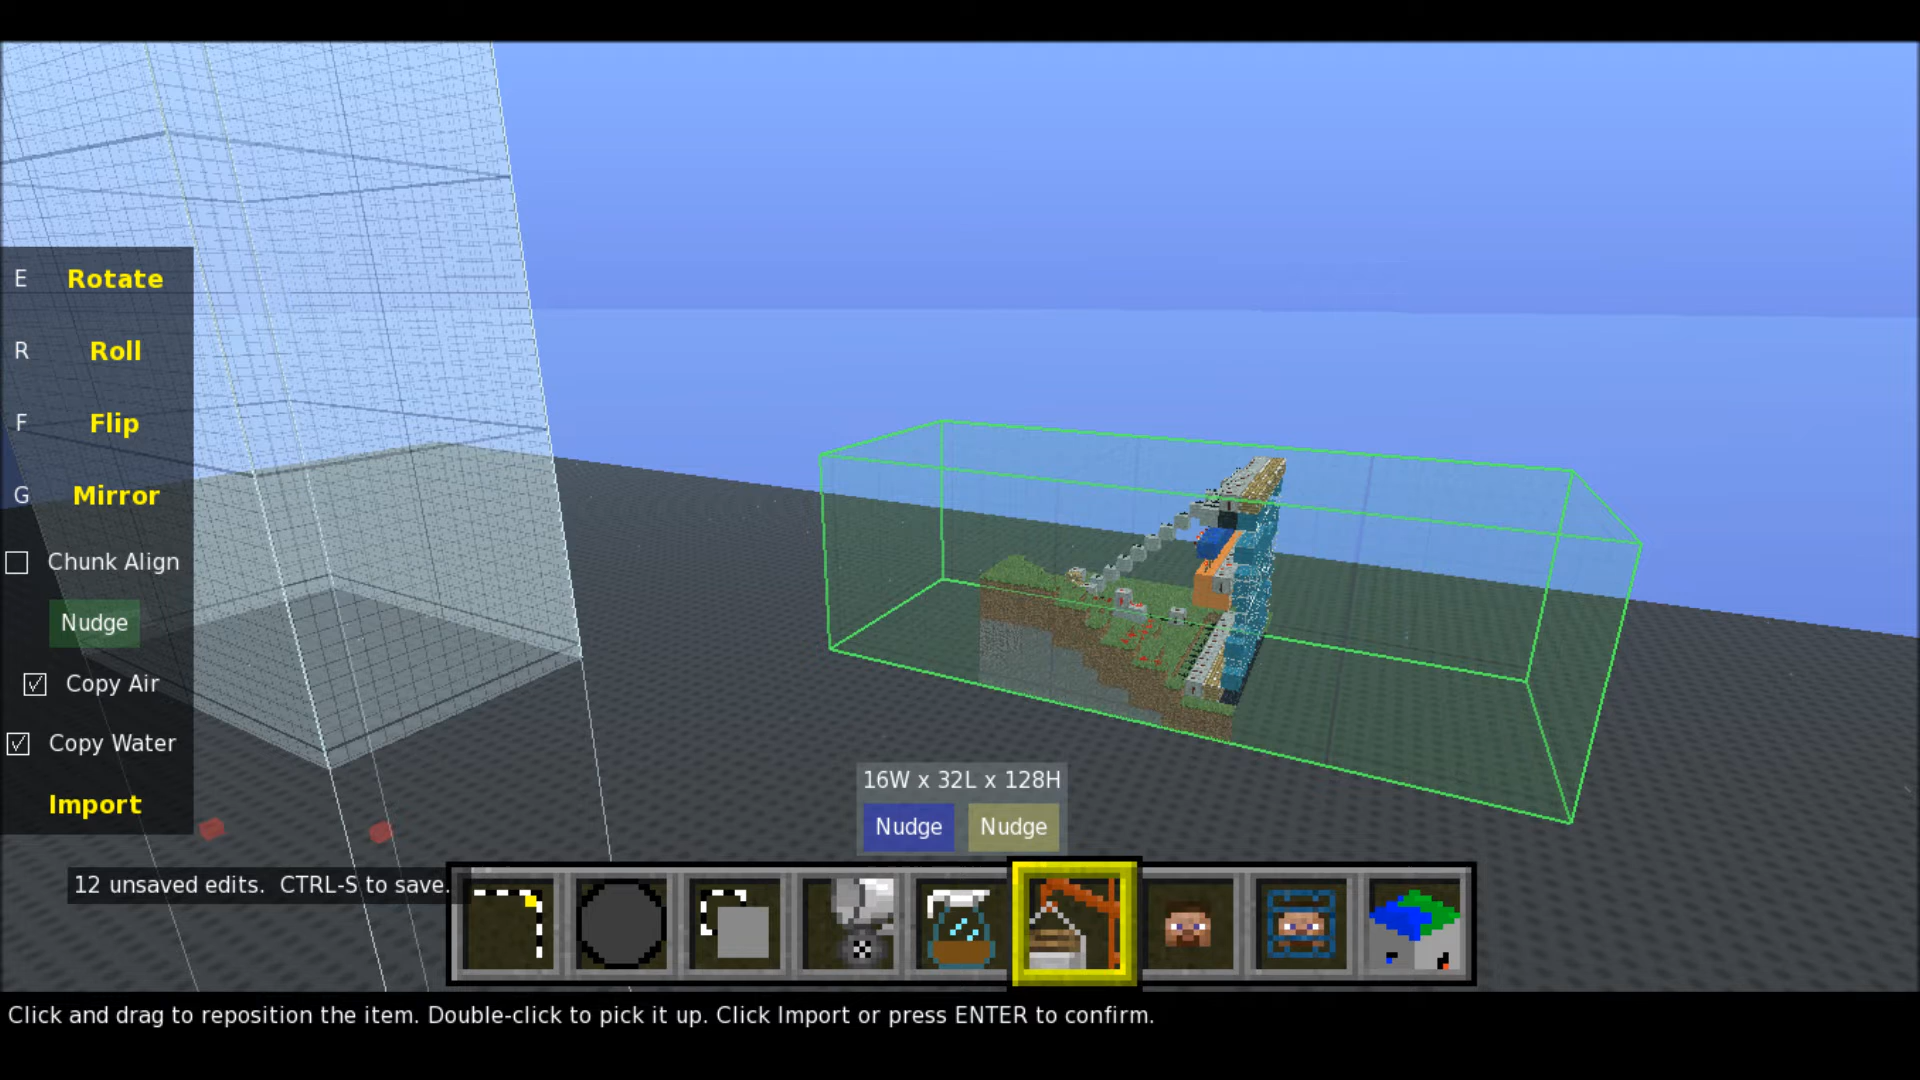 E Rotate
R Roll
F Flip
G Mirror
Chunk Align
Nudge
Copy Air
Copy Water
Import
16W x 32L x 128H
Nudge Nudge
12 unsaved edits. CTRL-S to save.
Click and drag to reposition the item. Double-click to pick it up. Click Import or press ENTER to confirm.